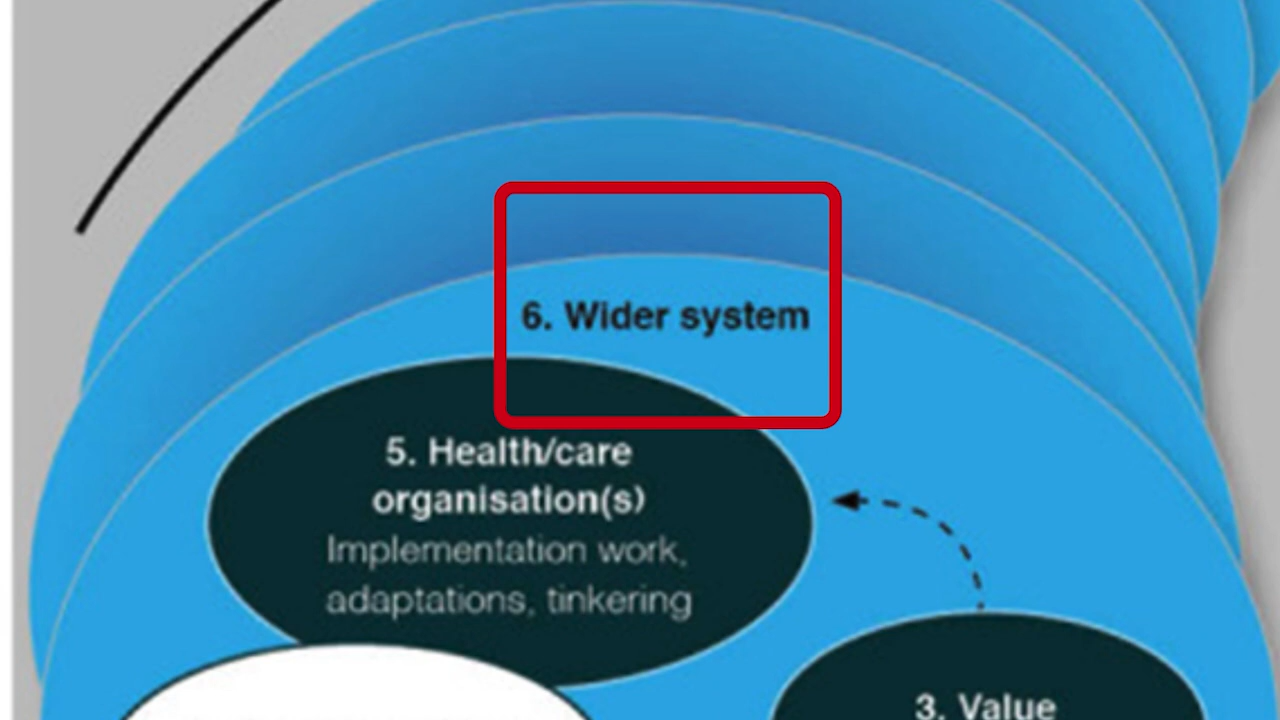 6. Wider system
5. Health/care
organisation(s)
Implementation work,
adaptations, tinkering
3. Value